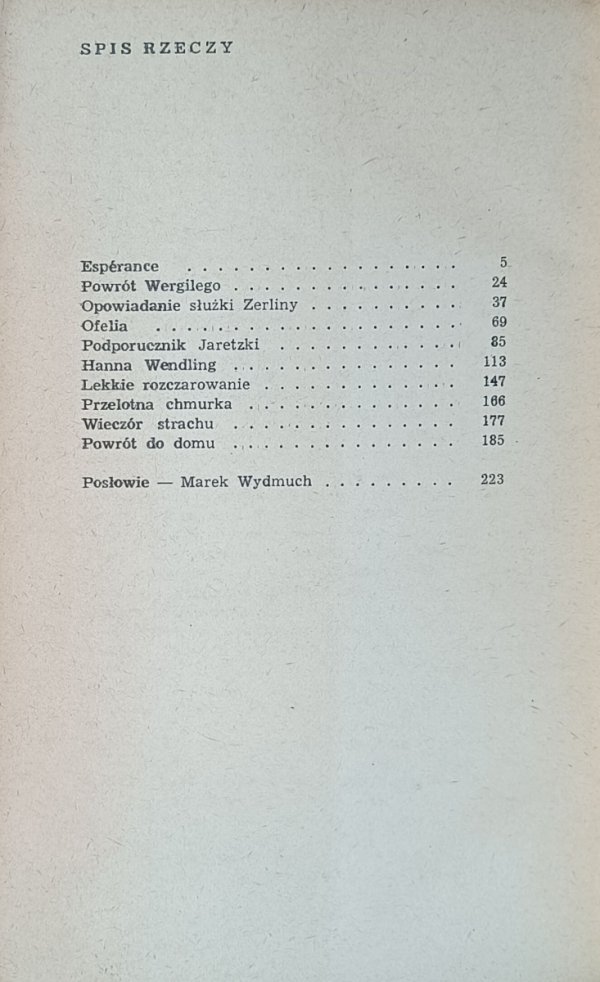 SPIS RZECZY
Espérance . . . . . . . . . . . . . . . . . . 5
Powrót Wergilego . . . . . . . . . . . . . . . 24
Opowiadanie służki Zerliny . . . . . . . . . . 37
Ofelia . . . . . . . . . . . . . . . . . . . . 69
Podporucznik Jaretzki . . . . . . . . . . . . 85
Hanna Wendling . . . . . . . . . . . . . . . 113
Lekkie rozczarowanie . . . . . . . . . . . . . 147
Przelotna chmurka . . . . . . . . . . . . . . 166
Wieczór strachu . . . . . . . . . . . . . . . 177
Powrót do domu . . . . . . . . . . . . . . . 185
Posłowie — Marek Wydmuch . . . . . . . . . 223